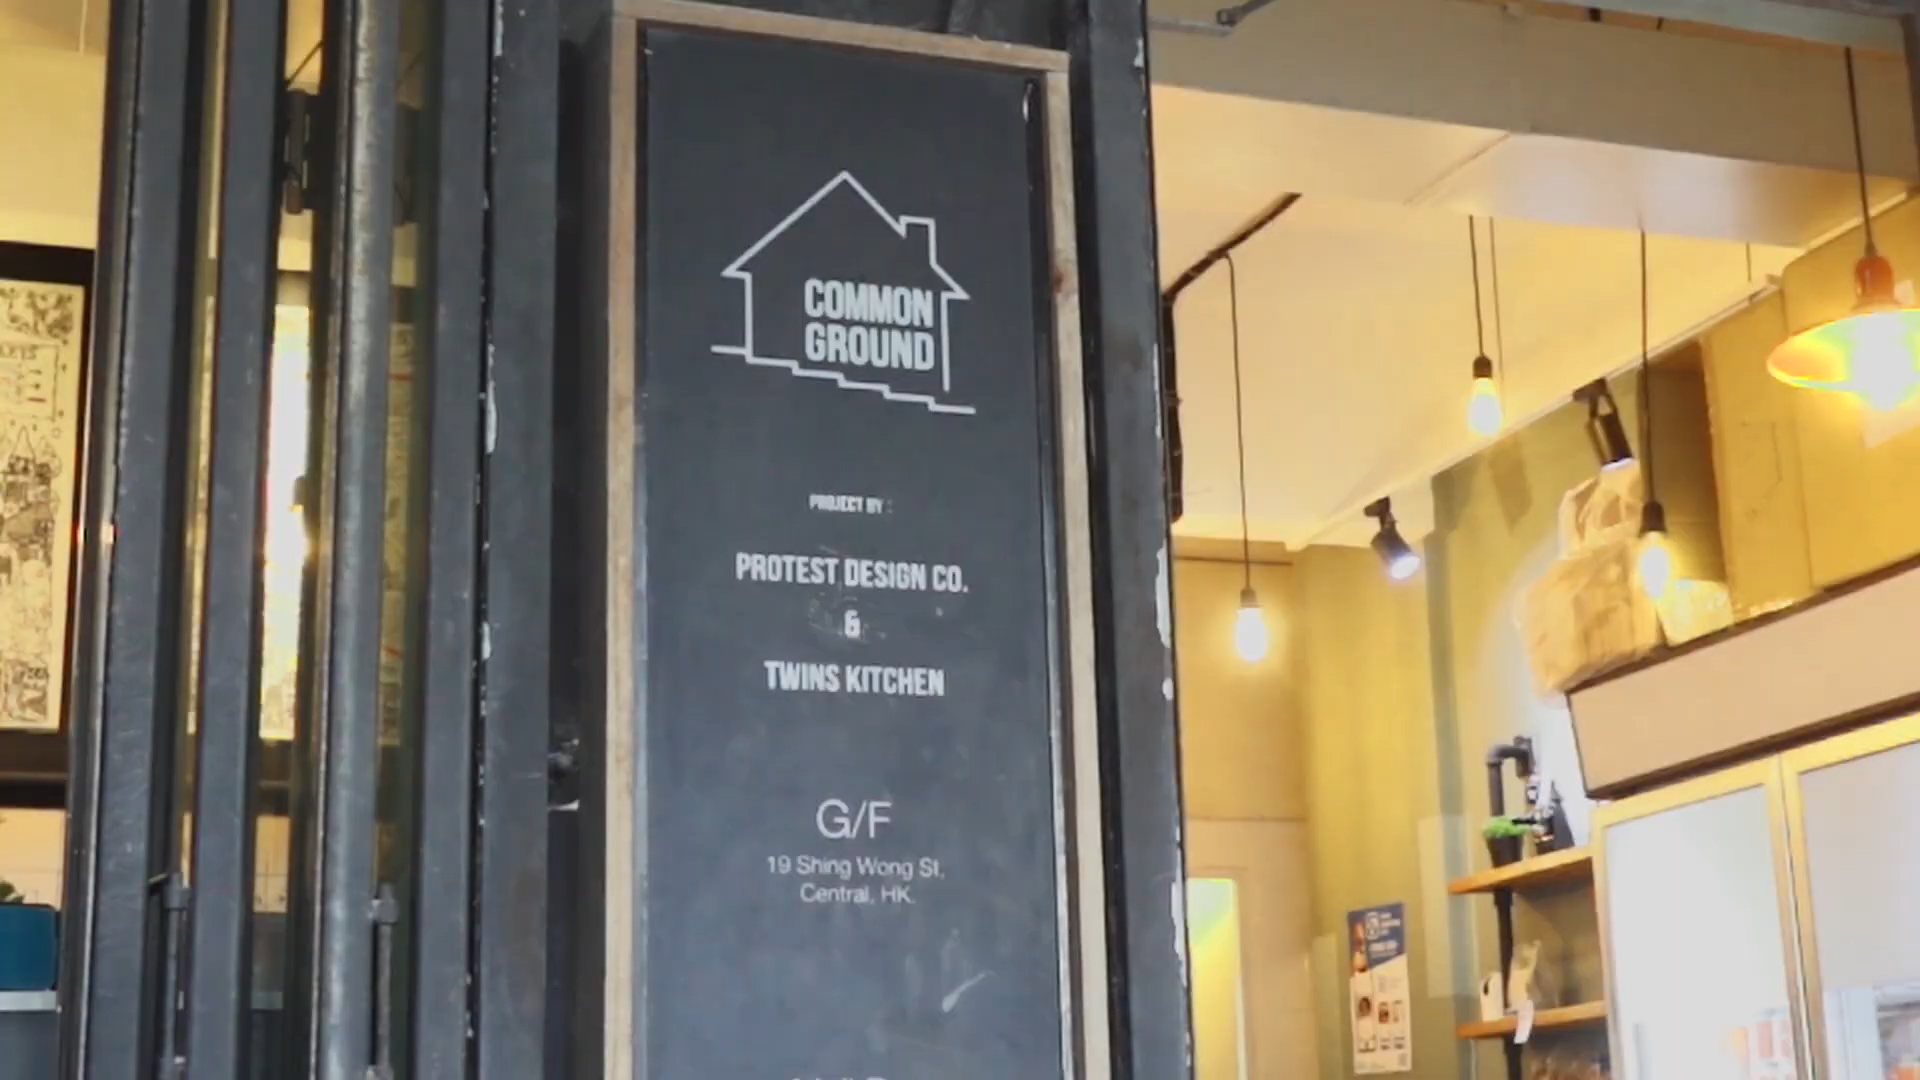 COMMON
GROUND
PROJECT BY :
PROTEST DESIGN CO.
&
TWINS KITCHEN
G/F
19 Shing Wong St,
Central, HK.